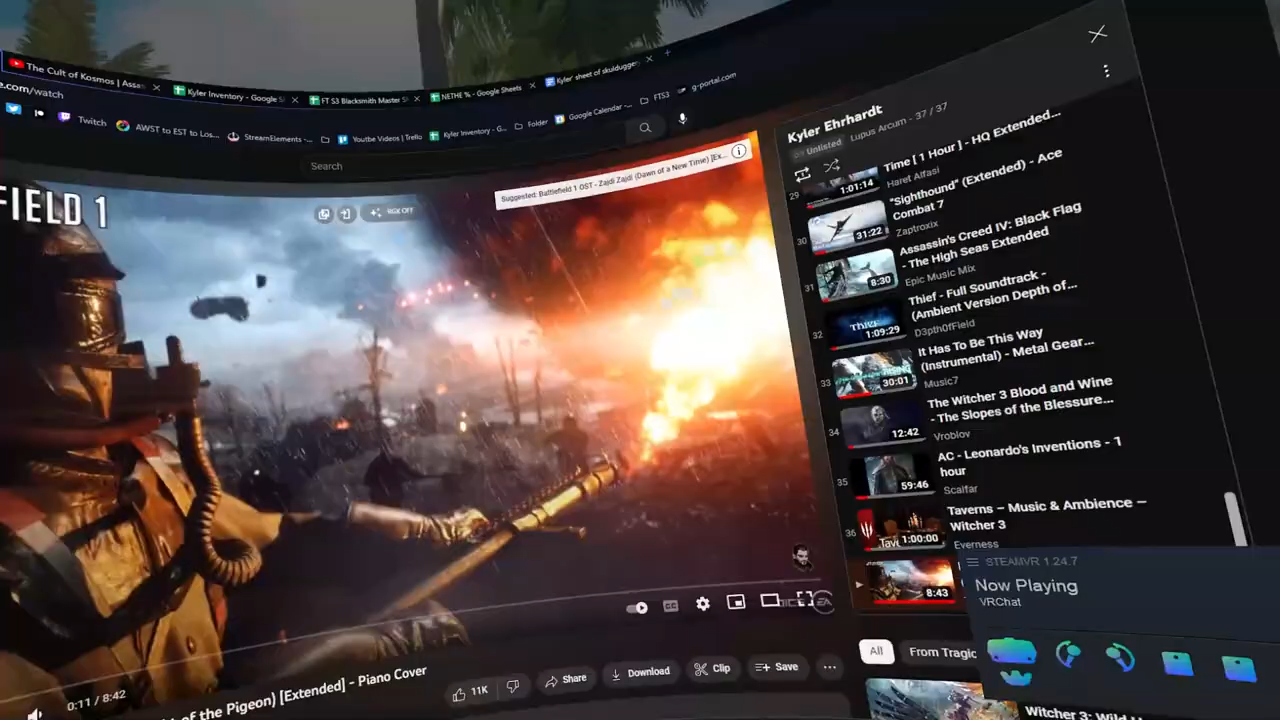 The Cult of Kosmos | Assa
Kyler Inventory - Google S
FT S3 Blacksmith Master S
NETHE % - Google Sheets
Kyler' sheet of skuldugger
e.com/watch
Twitch
AWST to EST to Los...
StreamElements -...
Youtbe Videos | Trello
Kyler Inventory - G...
Folder
Google Calendar -...
FTS3
g-portal.com
Search
FIELD 1
Suggested: Battlefield 1 OST - Zajdi Zajdi (Dawn of a New Time) [Ex...
RGX OFF
Kyler Ehrhardt
Unlisted
Lupus Arcum - 37 / 37
29
1:01:14
Time [ 1 Hour ] - HQ Extended...
Haret Alfasi
30
31:22
"Sighthound" (Extended) - Ace
Combat 7
Zaptroxix
31
8:30
Assassin's Creed IV: Black Flag
- The High Seas Extended
Epic Music Mix
32
THIEF
1:09:29
Thief - Full Soundtrack -
(Ambient Version Depth of...
D3pth0fField
33
30:01
It Has To Be This Way
(Instrumental) - Metal Gear...
Music7
34
12:42
The Witcher 3 Blood and Wine
- The Slopes of the Blessure...
Vroblov
35
59:46
AC - Leonardo's Inventions - 1
hour
Scalfar
36
Tave
1:00:00
Taverns – Music & Ambience –
Witcher 3
Everness
8:43
STEAMVR 1.24.7
Now Playing
VRChat
CC
DICE EA
0:11 / 8:42
of the Pigeon) [Extended] - Piano Cover
11K
Share
Download
Clip
Save
All
From Tragic
Witcher 3: Wild H